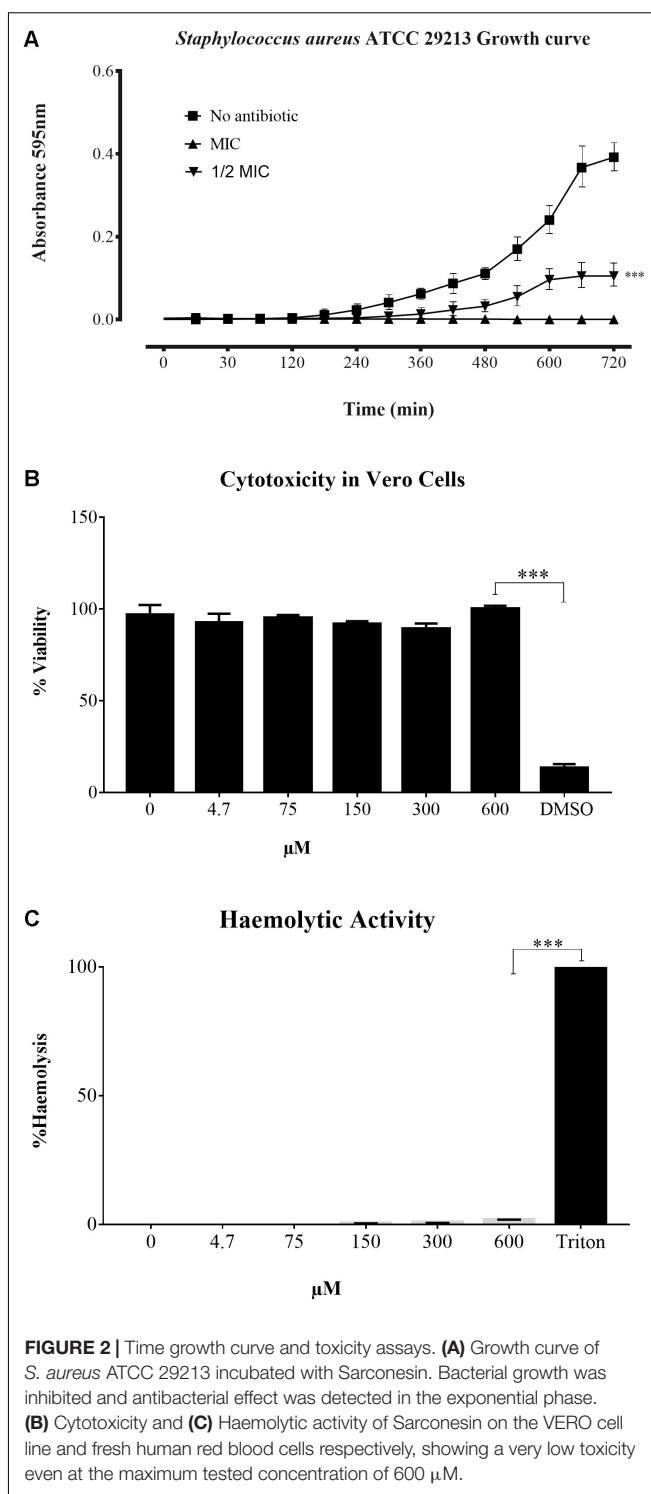 A
Staphylococcus aureus ATCC 29213 Growth curve
0.6
0.4
0.2
0.0
Absorbance 595nm
No antibiotic
MIC
1/2 MIC
***
0 30 120 240 360 480 600 720
Time (min)
B
Cytotoxicity in Vero Cells
150
100
50
0
% Viability
***
0 4.7 75 150 300 600 DMSO
µM
C
Haemolytic Activity
100
50
0
%Haemolysis
***
0 4.7 75 150 300 600 Triton
µM
FIGURE 2 | Time growth curve and toxicity assays. (A) Growth curve of
S. aureus ATCC 29213 incubated with Sarconesin. Bacterial growth was
inhibited and antibacterial effect was detected in the exponential phase.
(B) Cytotoxicity and (C) Haemolytic activity of Sarconesin on the VERO cell
line and fresh human red blood cells respectively, showing a very low toxicity
even at the maximum tested concentration of 600 µM.